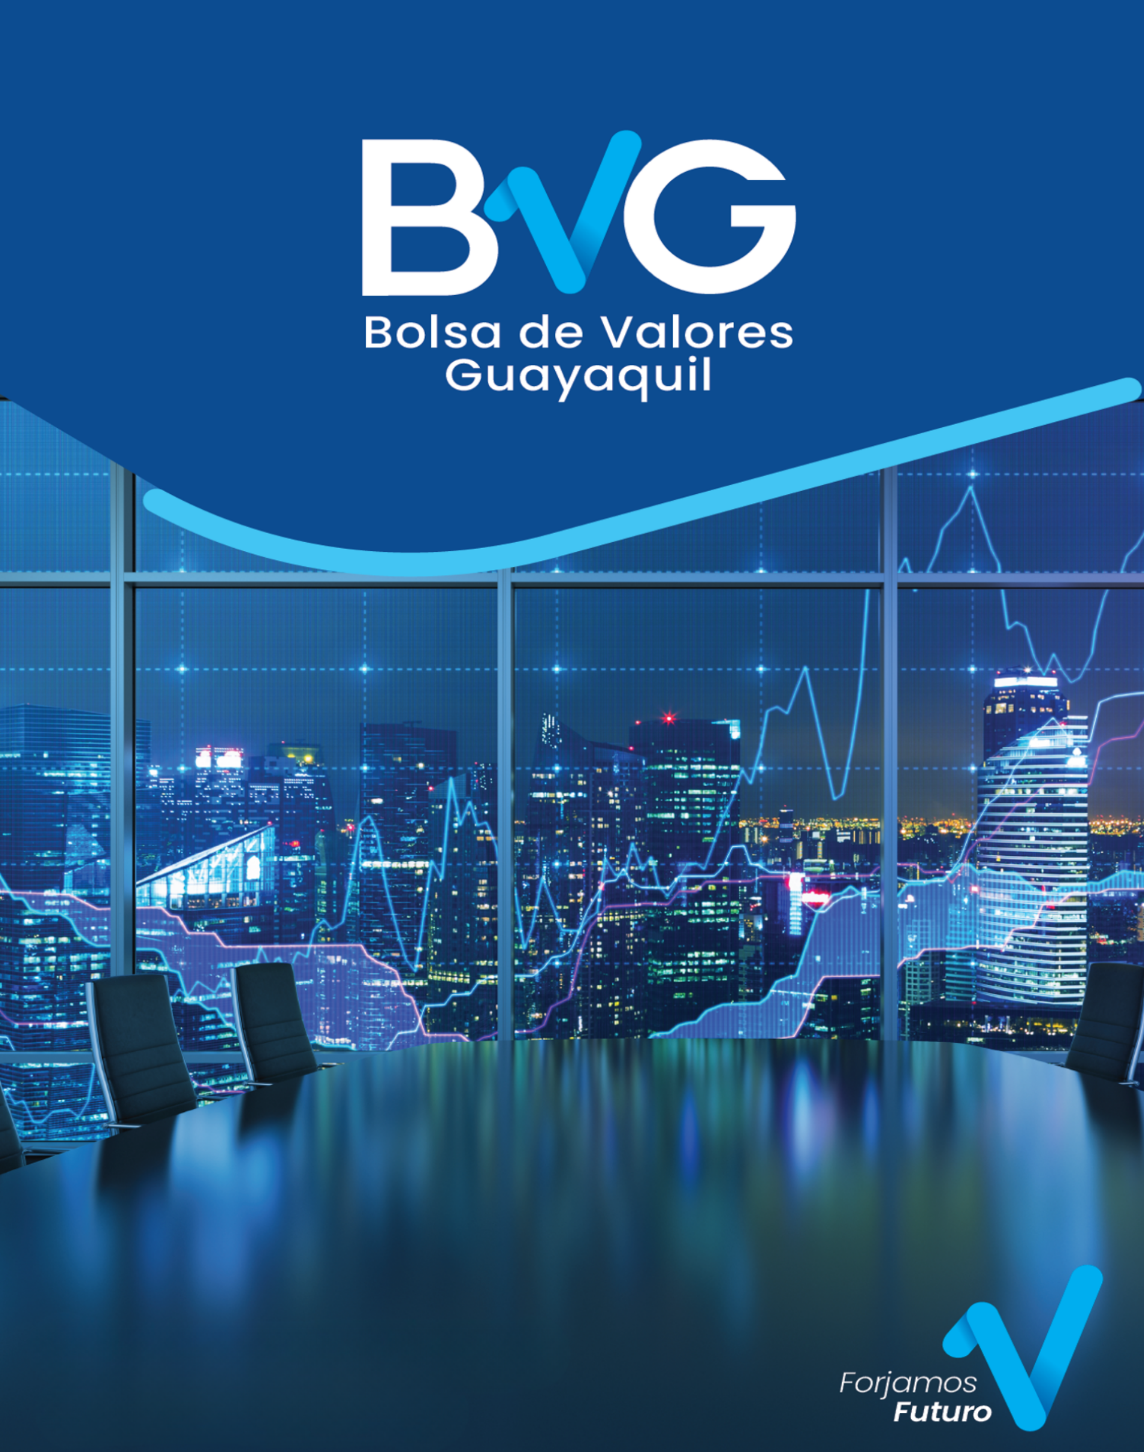 BVG
Bolsa de Valores
Guayaquil
Forjamos
Futuro